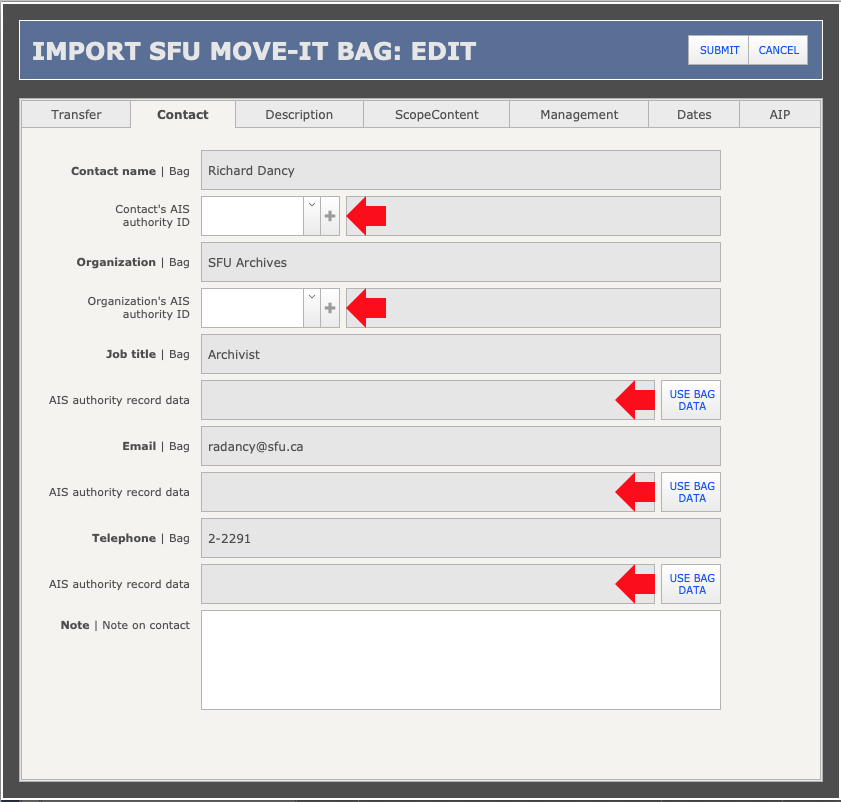 IMPORT SFU MOVE-IT BAG: EDIT
SUBMIT CANCEL
Transfer Contact Description ScopeContent Management Dates AIP
Contact name | Bag Richard Dancy
Contact's AIS
authority ID
Organization | Bag SFU Archives
Organization's AIS
authority ID
Job title | Bag Archivist
AIS authority record data USE BAG
DATA
Email | Bag radancy@sfu.ca
AIS authority record data USE BAG
DATA
Telephone | Bag 2-2291
AIS authority record data USE BAG
DATA
Note | Note on contact